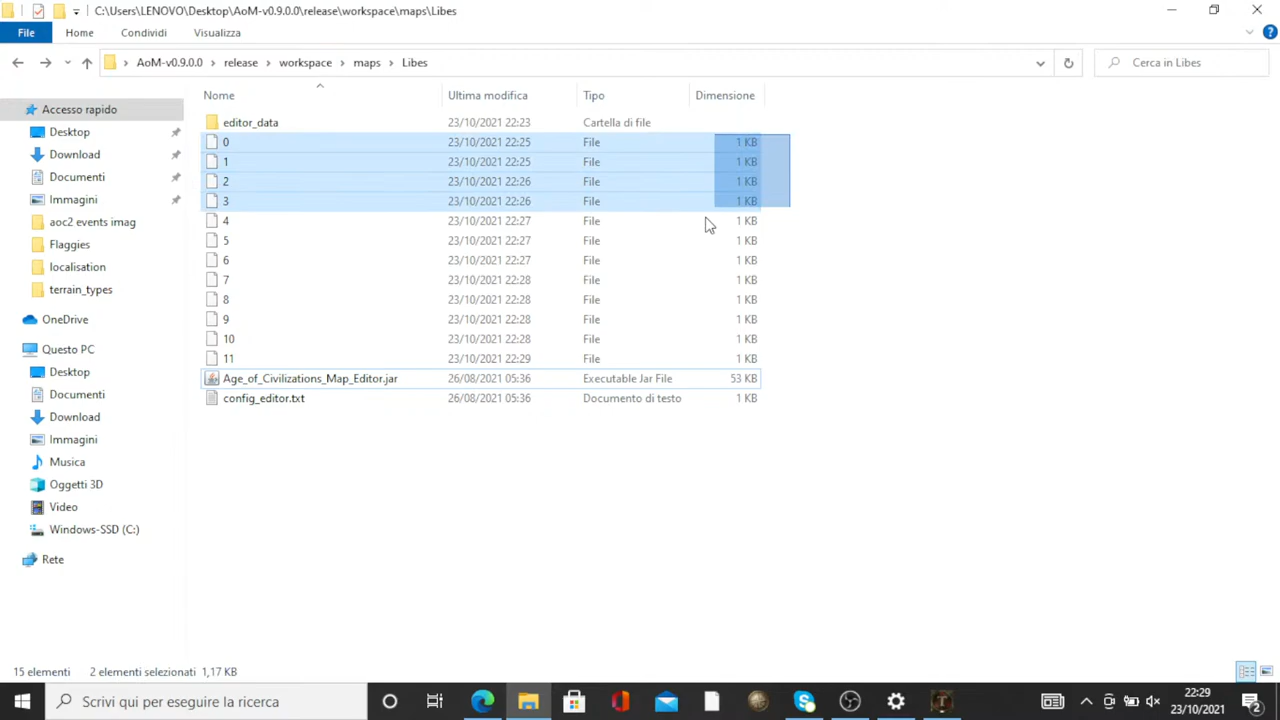 C:\Users\LENOVO\Desktop\AoM-v0.9.0.0\release\workspace\maps\Libes
File Home Condividi Visualizza
AoM-v0.9.0.0 release workspace maps Libes Cerca in Libes
Nome Ultima modifica Tipo Dimensione
Accesso rapido
Desktop
Download
Documenti
Immagini
aoc2 events imag
Flaggies
localisation
terrain_types
OneDrive
Questo PC
Desktop
Documenti
Download
Immagini
Musica
Oggetti 3D
Video
Windows-SSD (C:)
Rete
editor_data 23/10/2021 22:23 Cartella di file
0 23/10/2021 22:25 File 1 KB
1 23/10/2021 22:25 File 1 KB
2 23/10/2021 22:26 File 1 KB
3 23/10/2021 22:26 File 1 KB
4 23/10/2021 22:27 File 1 KB
5 23/10/2021 22:27 File 1 KB
6 23/10/2021 22:27 File 1 KB
7 23/10/2021 22:28 File 1 KB
8 23/10/2021 22:28 File 1 KB
9 23/10/2021 22:28 File 1 KB
10 23/10/2021 22:28 File 1 KB
11 23/10/2021 22:29 File 1 KB
Age_of_Civilizations_Map_Editor.jar 26/08/2021 05:36 Executable Jar File 53 KB
config_editor.txt 26/08/2021 05:36 Documento di testo 1 KB
15 elementi 2 elementi selezionati 1,17 KB
Scrivi qui per eseguire la ricerca
22:29
23/10/2021
2